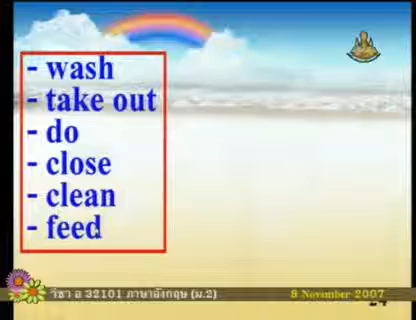 - wash
- take out
- do
- close
- clean
- feed
วิชา อ 32101 ภาษาอังกฤษ (ม.2)
8 November 2007
24